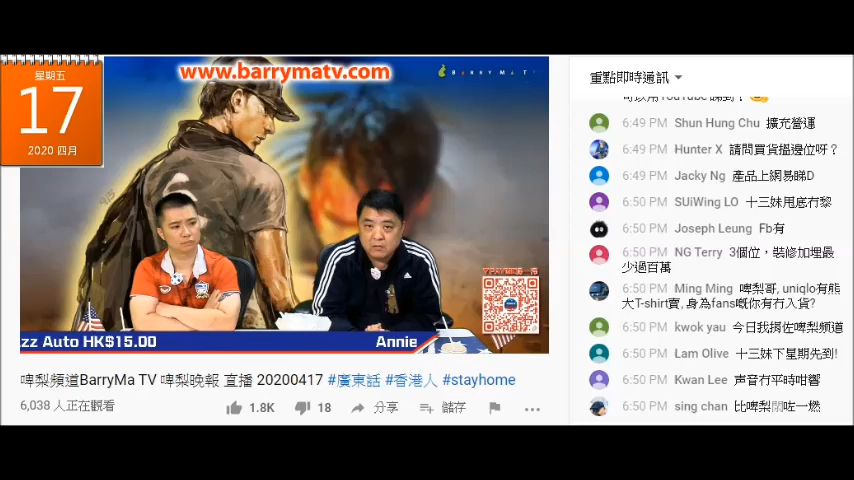 www.barrymatv.com
BARRYMATV
星期五
17
2020 四月
zz Auto HK$15.00
Annie
啤梨頻道BarryMa TV 啤梨晚報 直播 20200417 #廣東話 #香港人 #stayhome
6,038 人正在觀看
1.8K
18
分享
儲存
重點即時通訊
6:49 PM Shun Hung Chu 擴充營運
6:49 PM Hunter X 請問買貨搵邊位呀？
6:49 PM Jacky Ng 產品上網易睇D
6:50 PM SUiWing LO 十三妹甩底冇黎
6:50 PM Joseph Leung Fb有
6:50 PM NG Terry 3個位，裝修加埋最
少過百萬
6:50 PM Ming Ming 啤梨哥, uniqlo有熊
大T-shirt賣, 身為fans嘅你有冇入貨?
6:50 PM kwok yau 今日我捐佐啤梨頻道
6:50 PM Lam Olive 十三妹下星期先到!
6:50 PM Kwan Lee 声音冇平時咁響
6:50 PM sing chan 比啤梨閙咗一燃